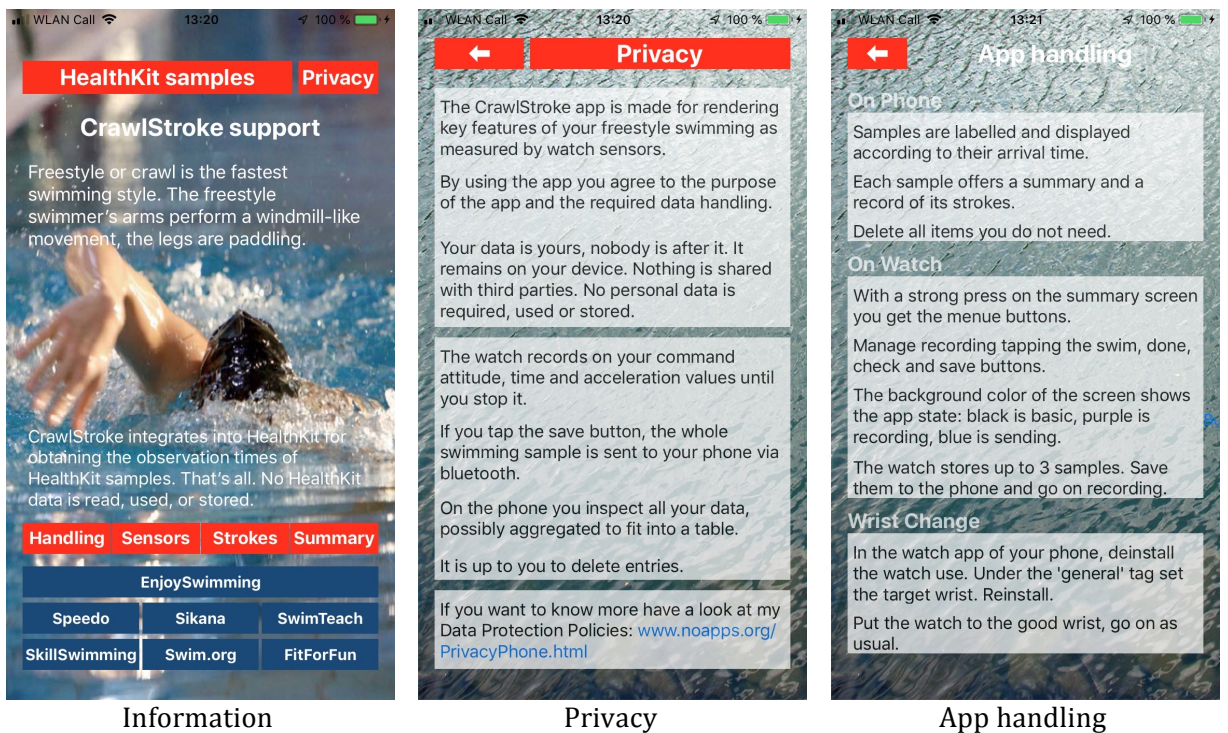 WLAN Call 13:20 100 %
HealthKit samples Privacy
CrawlStroke support
Freestyle or crawl is the fastest
swimming style. The freestyle
swimmer's arms perform a windmill-like
movement, the legs are paddling.
CrawlStroke integrates into HealthKit for
obtaining the observation times of
HealthKit samples. That's all. No HealthKit
data is read, used, or stored.
Handling Sensors Strokes Summary
EnjoySwimming
Speedo Sikana SwimTeach
SkillSwimming Swim.org FitForFun
Information
WLAN Call 13:20 100 %
Privacy
The CrawlStroke app is made for rendering
key features of your freestyle swimming as
measured by watch sensors.
By using the app you agree to the purpose
of the app and the required data handling.
Your data is yours, nobody is after it. It
remains on your device. Nothing is shared
with third parties. No personal data is
required, used or stored.
The watch records on your command
attitude, time and acceleration values until
you stop it.
If you tap the save button, the whole
swimming sample is sent to your phone via
bluetooth.
On the phone you inspect all your data,
possibly aggregated to fit into a table.
It is up to you to delete entries.
If you want to know more have a look at my
Data Protection Policies: www.noapps.org/
PrivacyPhone.html
Privacy
WLAN Call 13:21 100 %
App handling
On Phone
Samples are labelled and displayed
according to their arrival time.
Each sample offers a summary and a
record of its strokes.
Delete all items you do not need.
On Watch
With a strong press on the summary screen
you get the menue buttons.
Manage recording tapping the swim, done,
check and save buttons.
The background color of the screen shows
the app state: black is basic, purple is
recording, blue is sending.
The watch stores up to 3 samples. Save
them to the phone and go on recording.
Wrist Change
In the watch app of your phone, deinstall
the watch use. Under the 'general' tag set
the target wrist. Reinstall.
Put the watch to the good wrist, go on as
usual.
App handling